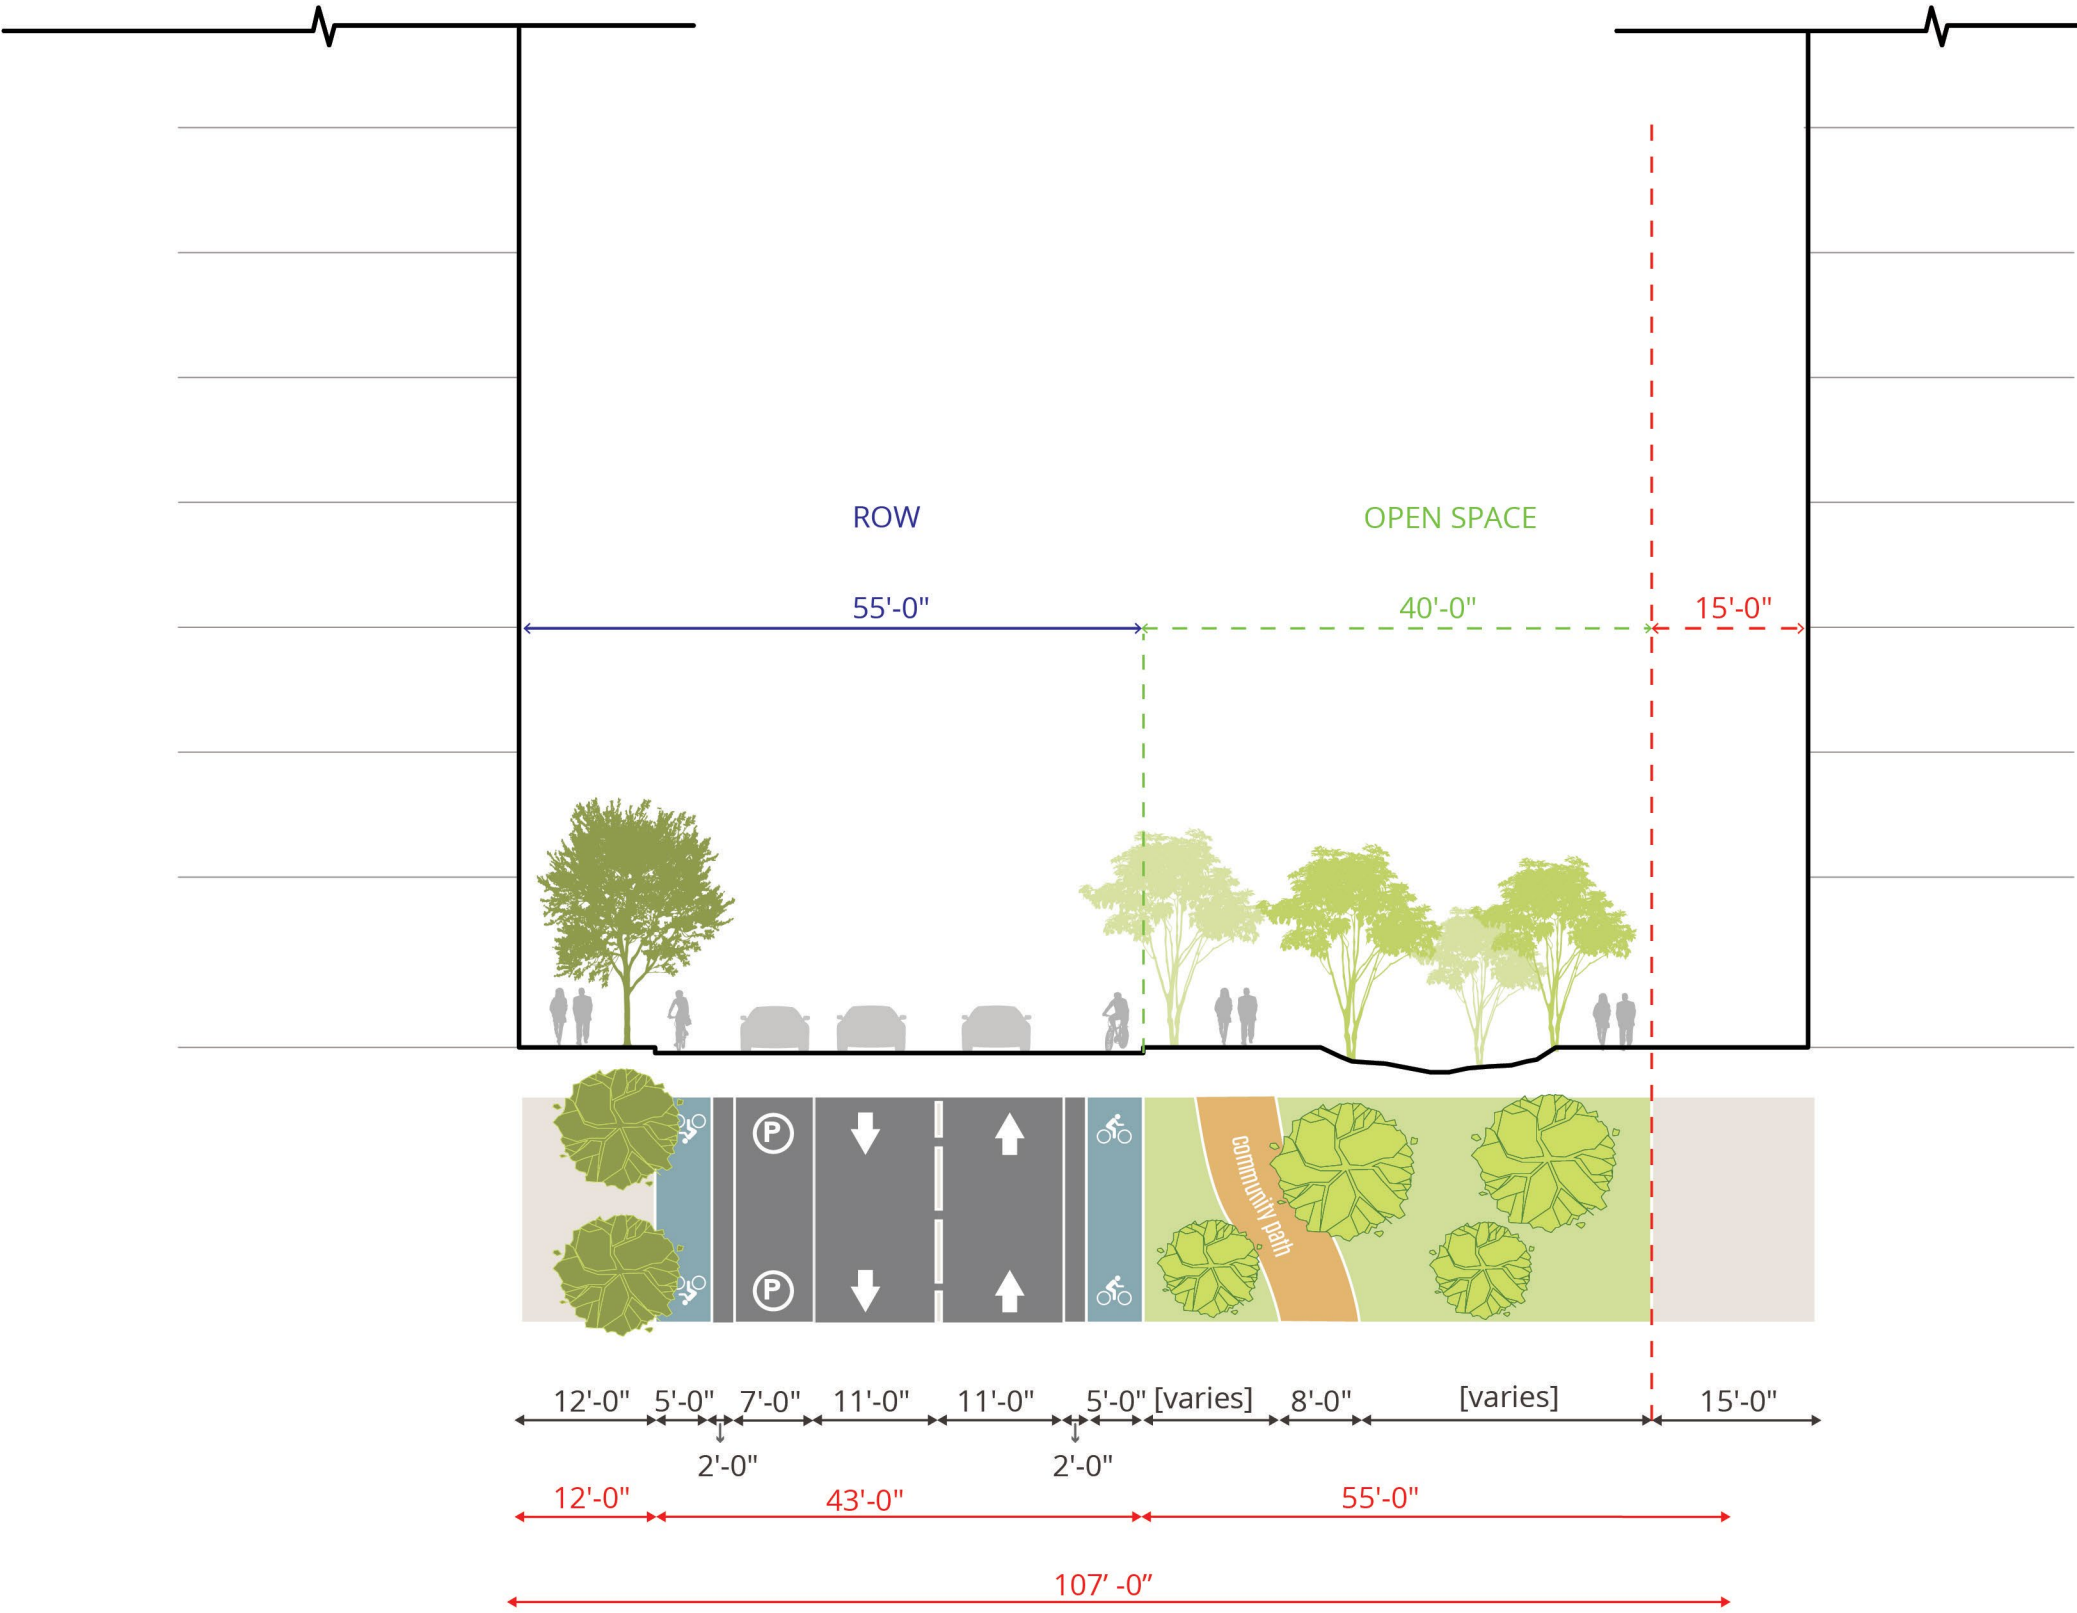 ROW
OPEN SPACE
55'-0"
40'-0"
15'-0"
P
P
community path
12'-0" 5'-0" 7'-0" 11'-0" 11'-0" 5'-0" [varies] 8'-0" [varies] 15'-0"
2'-0" 2'-0"
12'-0" 43'-0" 55'-0"
107’ -0”